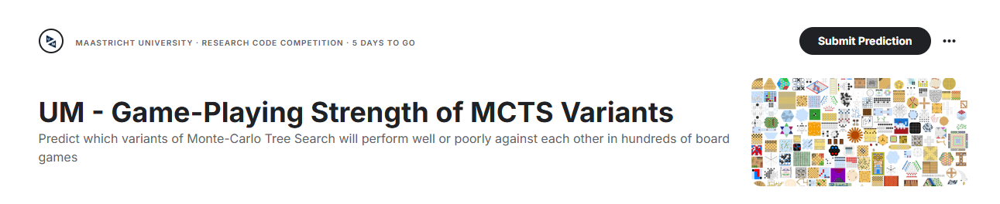 MAASTRICHT UNIVERSITY · RESEARCH CODE COMPETITION · 5 DAYS TO GO
Submit Prediction
UM - Game-Playing Strength of MCTS Variants
Predict which variants of Monte-Carlo Tree Search will perform well or poorly against each other in hundreds of board
games